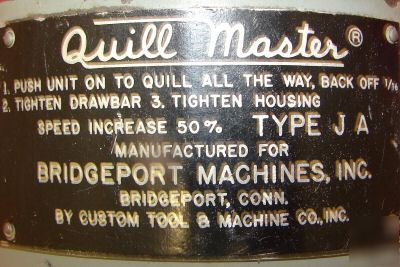 Quill Master®
1. PUSH UNIT ON TO QUILL ALL THE WAY, BACK OFF 1/16
2. TIGHTEN DRAWBAR 3. TIGHTEN HOUSING
SPEED INCREASE 50% TYPE J A
MANUFACTURED FOR
BRIDGEPORT MACHINES, INC.
BRIDGEPORT, CONN.
BY CUSTOM TOOL & MACHINE CO., INC.